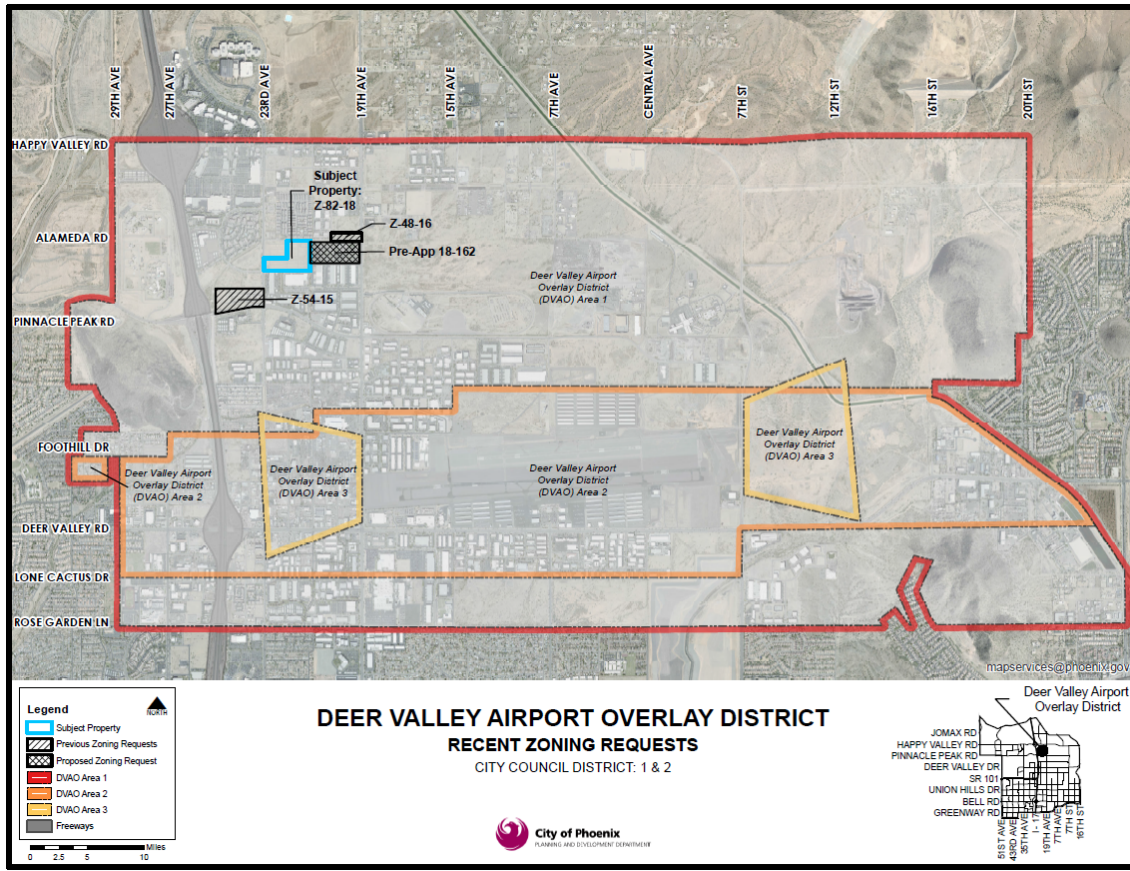 29TH AVE
27TH AVE
23RD AVE
19TH AVE
15TH AVE
7TH AVE
CENTRAL AVE
7TH ST
12TH ST
16TH ST
20TH ST
HAPPY VALLEY RD
ALAMEDA RD
PINNACLE PEAK RD
FOOTHILL DR
DEER VALLEY RD
LONE CACTUS DR
ROSE GARDEN LN
Subject
Property:
Z-82-18
Z-48-16
Pre-App 18-162
Z-54-15
Deer Valley Airport
Overlay District
(DVAO) Area 1
Deer Valley Airport
Overlay District
(DVAO) Area 2
Deer Valley Airport
Overlay District
(DVAO) Area 3
Deer Valley Airport
Overlay District
(DVAO) Area 2
Deer Valley Airport
Overlay District
(DVAO) Area 3
mapservices@phoenix.gov
Legend
NORTH
Subject Property
Previous Zoning Requests
Proposed Zoning Request
DVAO Area 1
DVAO Area 2
DVAO Area 3
Freeways
Miles
0 2.5 5 10
DEER VALLEY AIRPORT OVERLAY DISTRICT
RECENT ZONING REQUESTS
CITY COUNCIL DISTRICT: 1 & 2
City of Phoenix
PLANNING AND DEVELOPMENT DEPARTMENT
Deer Valley Airport
Overlay District
JOMAX RD
HAPPY VALLEY RD
PINNACLE PEAK RD
DEER VALLEY DR
SR 101
UNION HILLS DR
BELL RD
GREENWAY RD
51ST AVE
43RD AVE
35TH AVE
I - 17
19TH AVE
7TH AVE
7TH ST
16TH ST